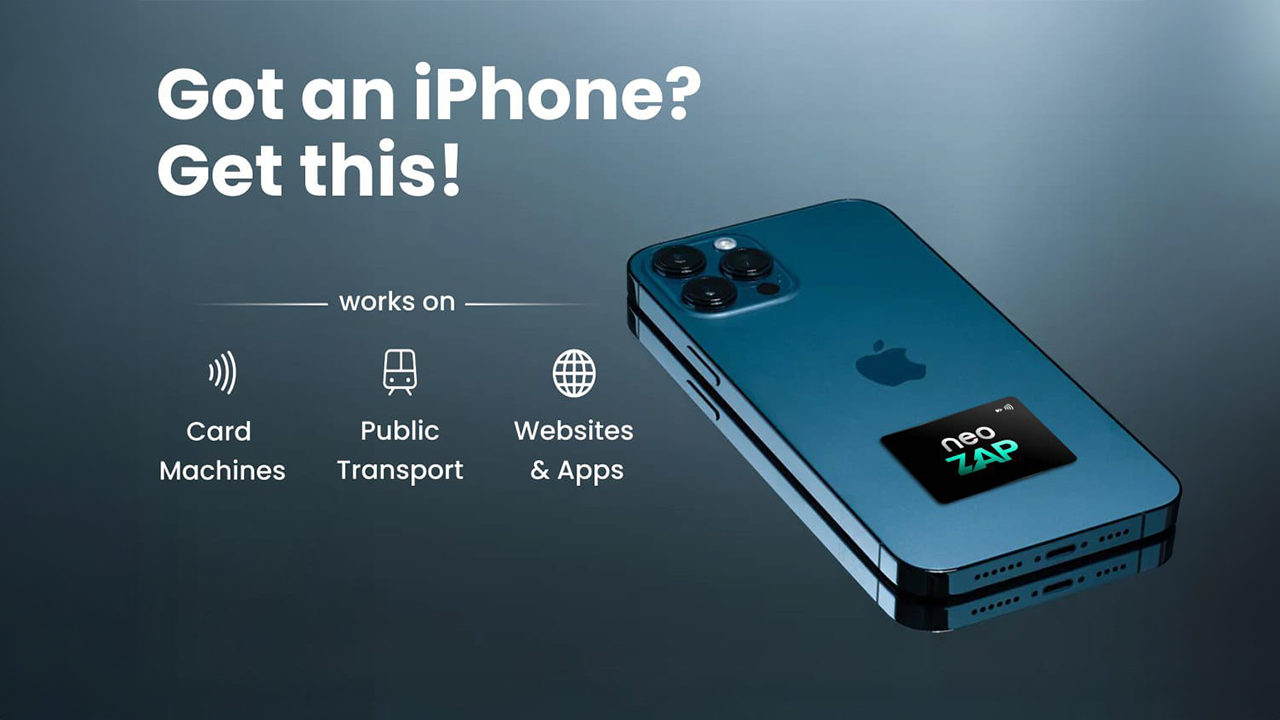 Got an iPhone?
Get this!
works on
Card
Machines
Public
Transport
Websites
& Apps
neo
ZAP